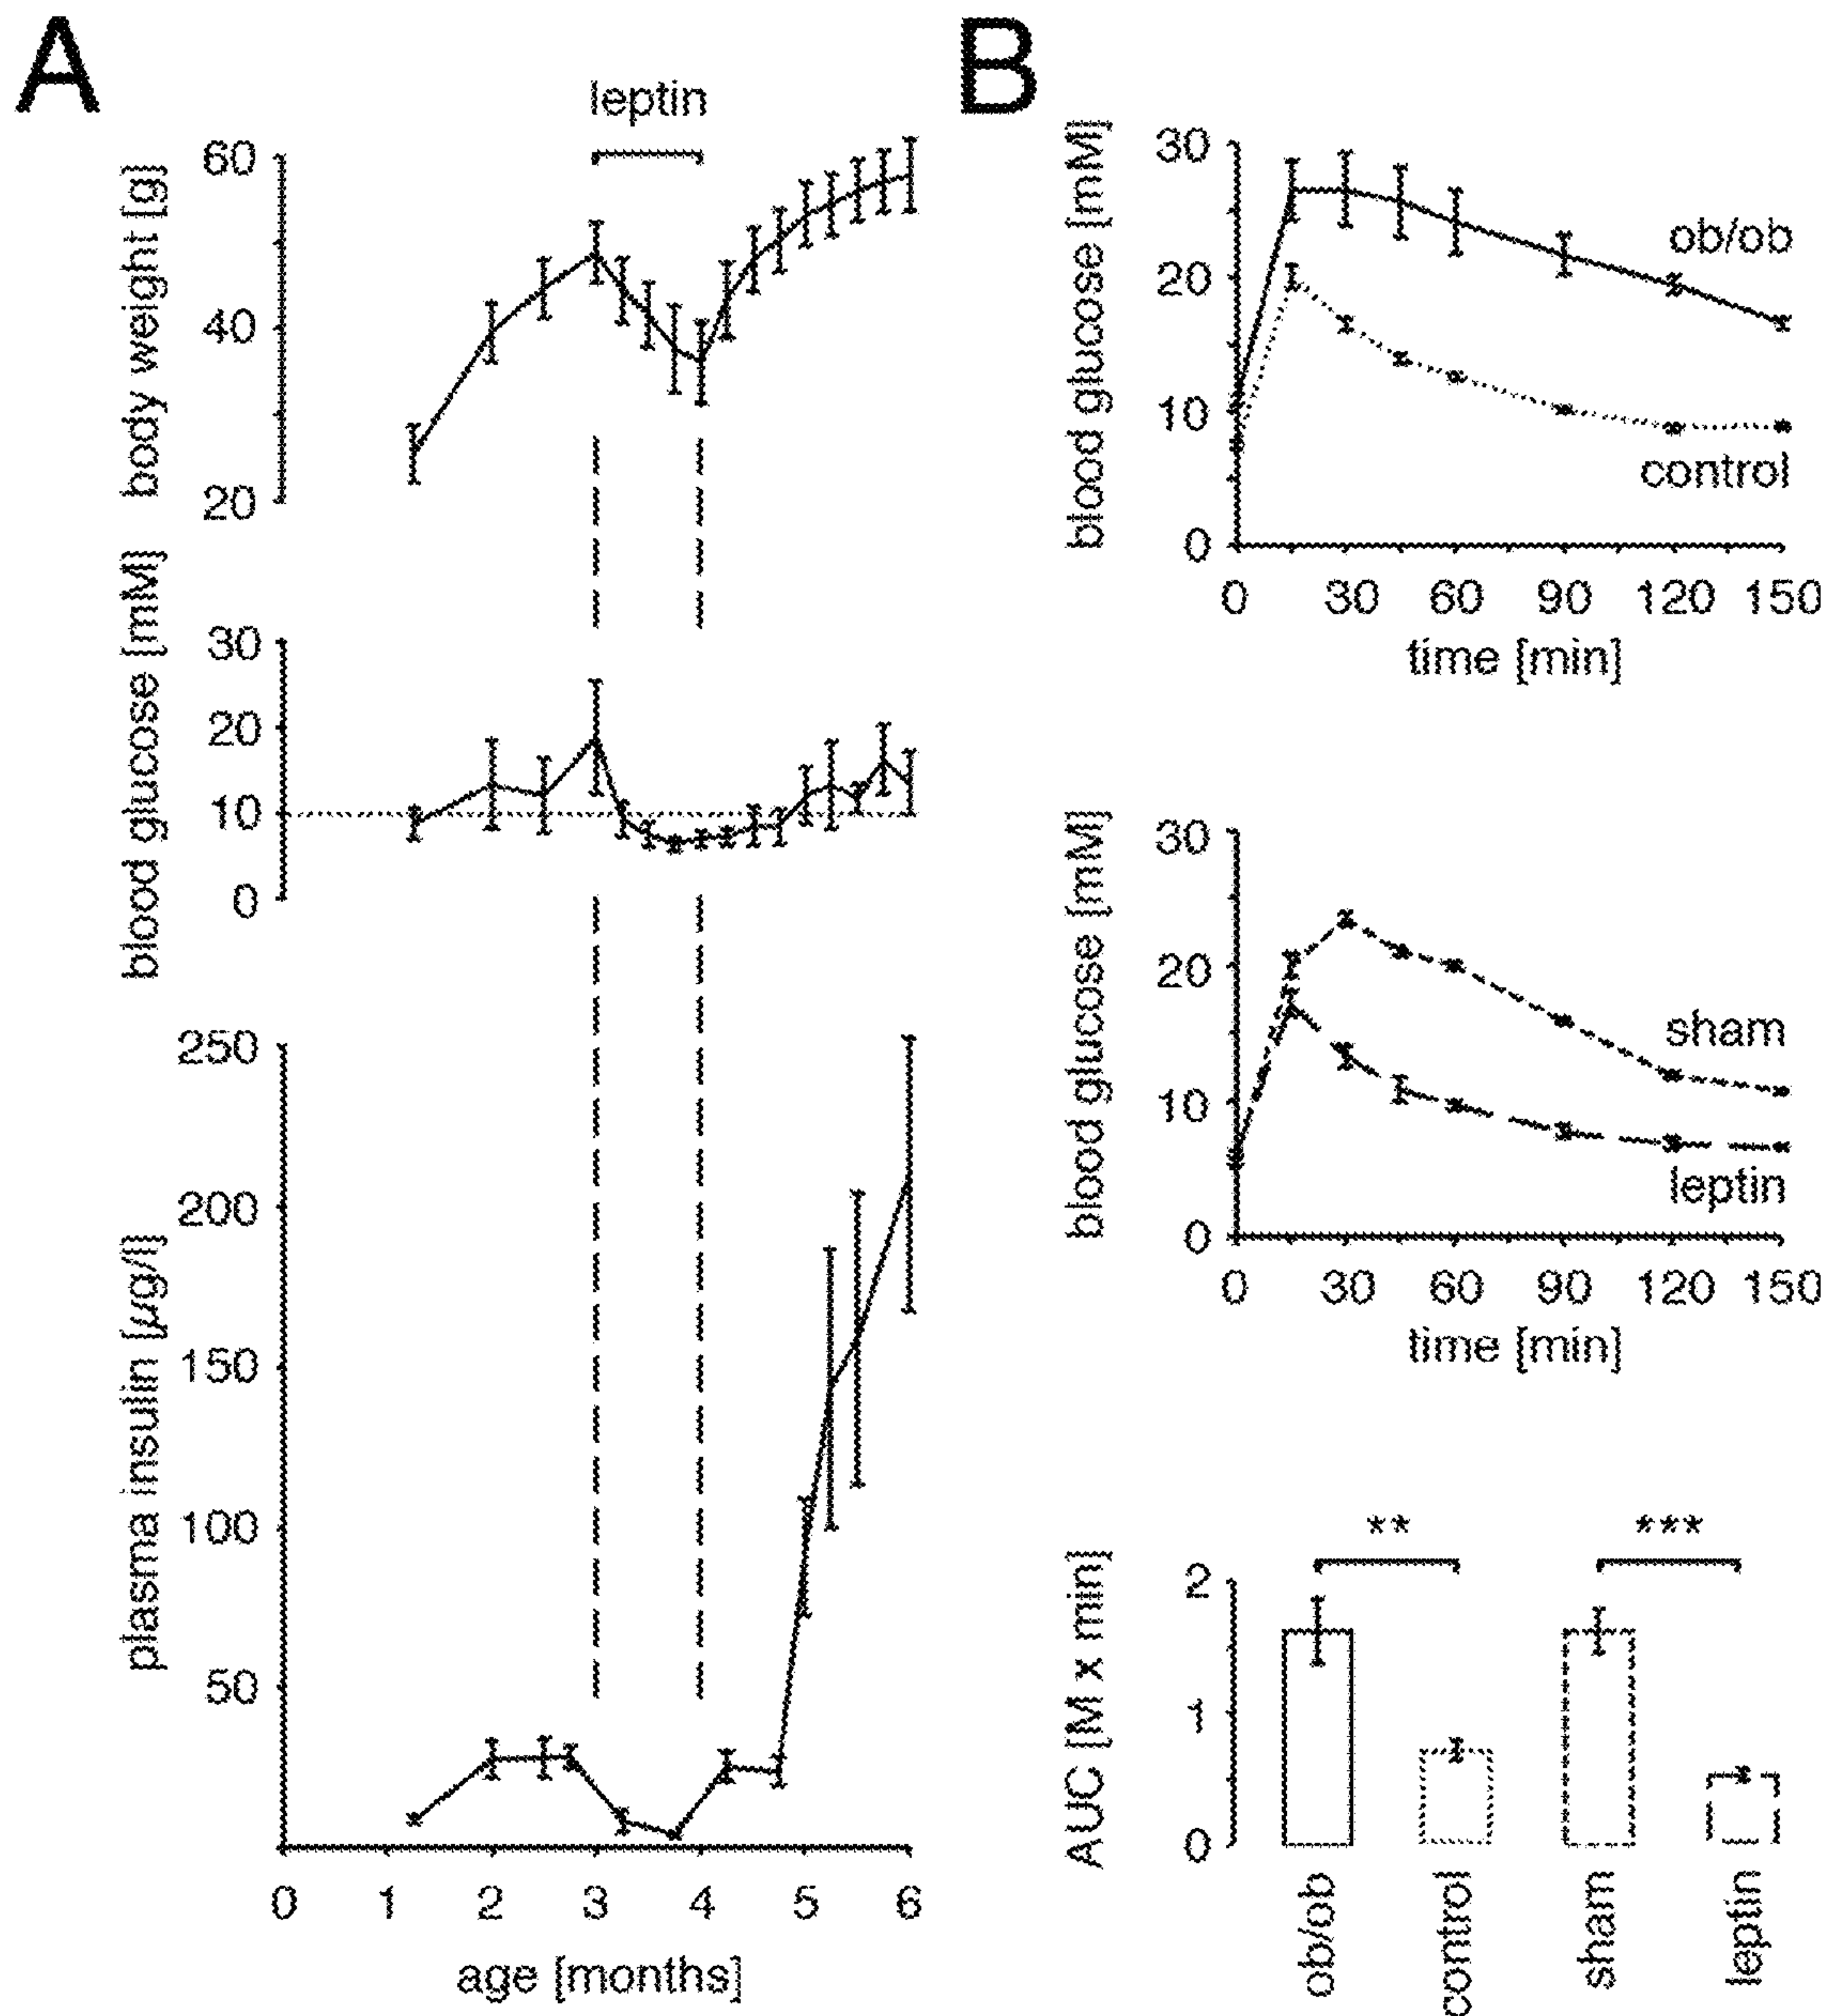 A
leptin
body weight [g]
60
40
20
blood glucose [mM]
30
20
10
0
plasma insulin [µg/l]
250
200
150
100
50
0 1 2 3 4 5 6
age [months]
B
blood glucose [mM]
30
20
10
0
ob/ob
control
0 30 60 90 120 150
time [min]
blood glucose [mM]
30
20
10
0
sham
leptin
0 30 60 90 120 150
time [min]
AUC [M x min]
2
1
0
** ***
ob/ob control sham leptin